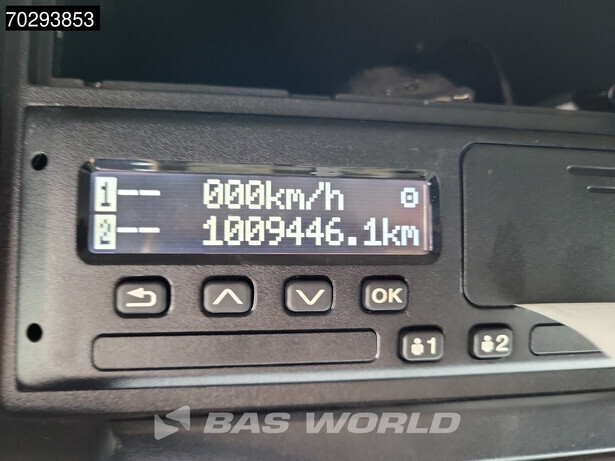 70293853
1 -- 000km/h
2 -- 1009446.1km
OK
1 2
BAS WORLD